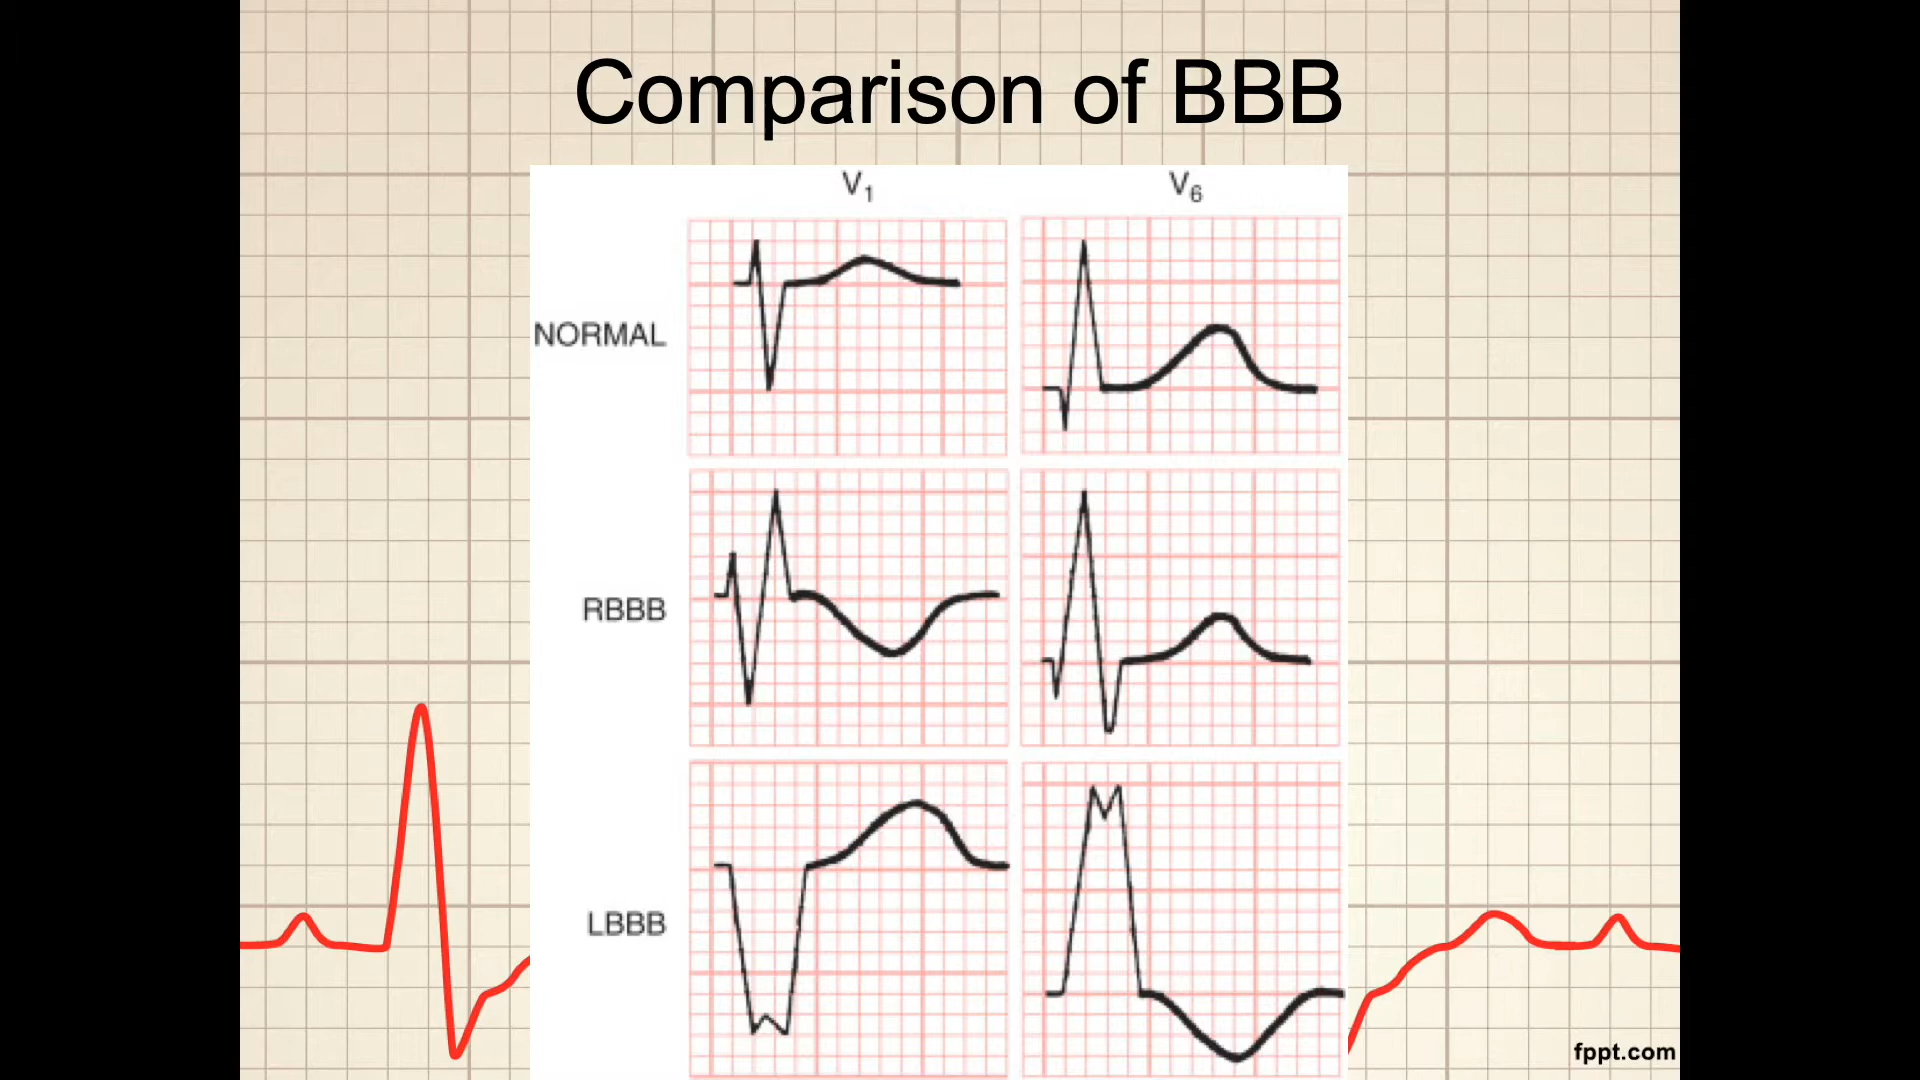 Comparison of BBB
V1 V6
NORMAL
RBBB
LBBB
fppt.com